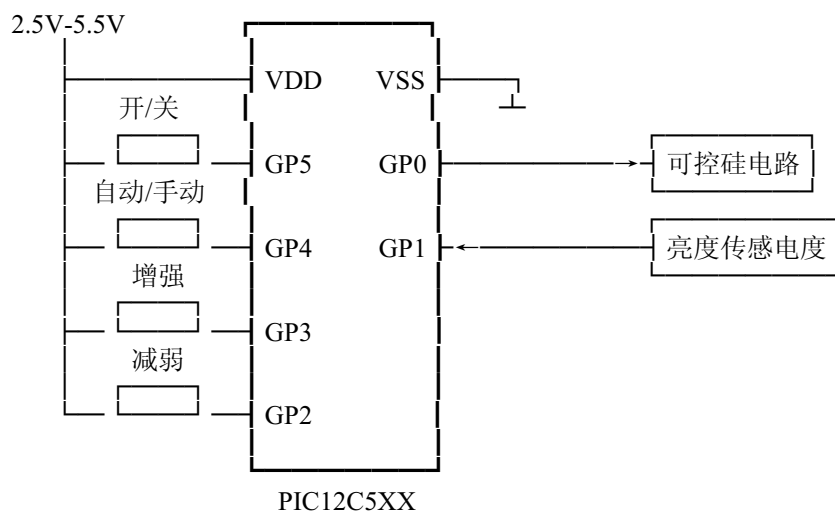 2.5V-5.5V
VDD VSS
开/关
GP5 GP0 可控硅电路
自动/手动
GP4 GP1 亮度传感电度
增强
GP3
减弱
GP2
PIC12C5XX